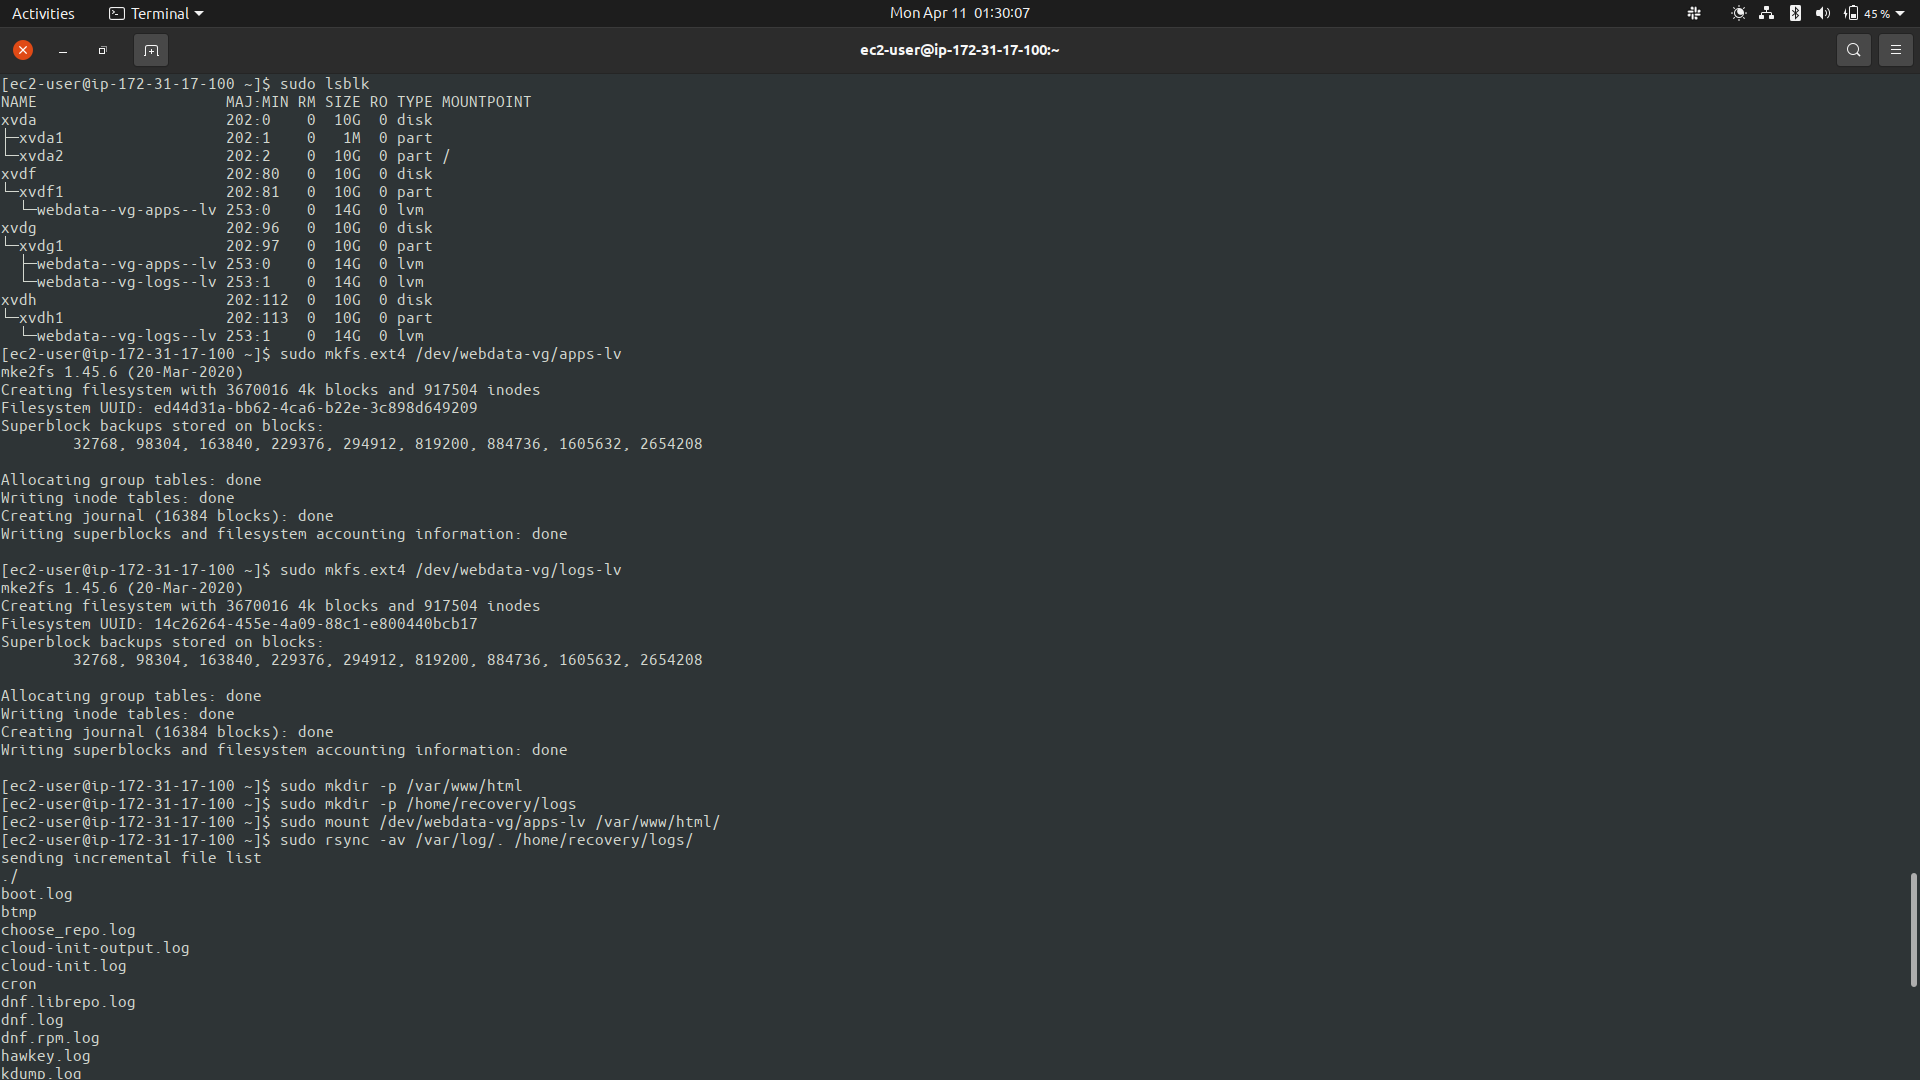 Activities Terminal Mon Apr 11 01:30:07 45 %
ec2-user@ip-172-31-17-100:~
[ec2-user@ip-172-31-17-100 ~]$ sudo lsblk
NAME                     MAJ:MIN RM SIZE RO TYPE MOUNTPOINT
xvda                     202:0    0  10G  0 disk
├─xvda1                  202:1    0   1M  0 part
└─xvda2                  202:2    0  10G  0 part /
xvdf                     202:80   0  10G  0 disk
└─xvdf1                  202:81   0  10G  0 part
  └─webdata--vg-apps--lv 253:0    0  14G  0 lvm
xvdg                     202:96   0  10G  0 disk
└─xvdg1                  202:97   0  10G  0 part
  ├─webdata--vg-apps--lv 253:0    0  14G  0 lvm
  └─webdata--vg-logs--lv 253:1    0  14G  0 lvm
xvdh                     202:112  0  10G  0 disk
└─xvdh1                  202:113  0  10G  0 part
  └─webdata--vg-logs--lv 253:1    0  14G  0 lvm
[ec2-user@ip-172-31-17-100 ~]$ sudo mkfs.ext4 /dev/webdata-vg/apps-lv
mke2fs 1.45.6 (20-Mar-2020)
Creating filesystem with 3670016 4k blocks and 917504 inodes
Filesystem UUID: ed44d31a-bb62-4ca6-b22e-3c898d649209
Superblock backups stored on blocks:
        32768, 98304, 163840, 229376, 294912, 819200, 884736, 1605632, 2654208
Allocating group tables: done
Writing inode tables: done
Creating journal (16384 blocks): done
Writing superblocks and filesystem accounting information: done
[ec2-user@ip-172-31-17-100 ~]$ sudo mkfs.ext4 /dev/webdata-vg/logs-lv
mke2fs 1.45.6 (20-Mar-2020)
Creating filesystem with 3670016 4k blocks and 917504 inodes
Filesystem UUID: 14c26264-455e-4a09-88c1-e800440bcb17
Superblock backups stored on blocks:
        32768, 98304, 163840, 229376, 294912, 819200, 884736, 1605632, 2654208
Allocating group tables: done
Writing inode tables: done
Creating journal (16384 blocks): done
Writing superblocks and filesystem accounting information: done
[ec2-user@ip-172-31-17-100 ~]$ sudo mkdir -p /var/www/html
[ec2-user@ip-172-31-17-100 ~]$ sudo mkdir -p /home/recovery/logs
[ec2-user@ip-172-31-17-100 ~]$ sudo mount /dev/webdata-vg/apps-lv /var/www/html/
[ec2-user@ip-172-31-17-100 ~]$ sudo rsync -av /var/log/. /home/recovery/logs/
sending incremental file list
./
boot.log
btmp
choose_repo.log
cloud-init-output.log
cloud-init.log
cron
dnf.librepo.log
dnf.log
dnf.rpm.log
hawkey.log
kdump.log